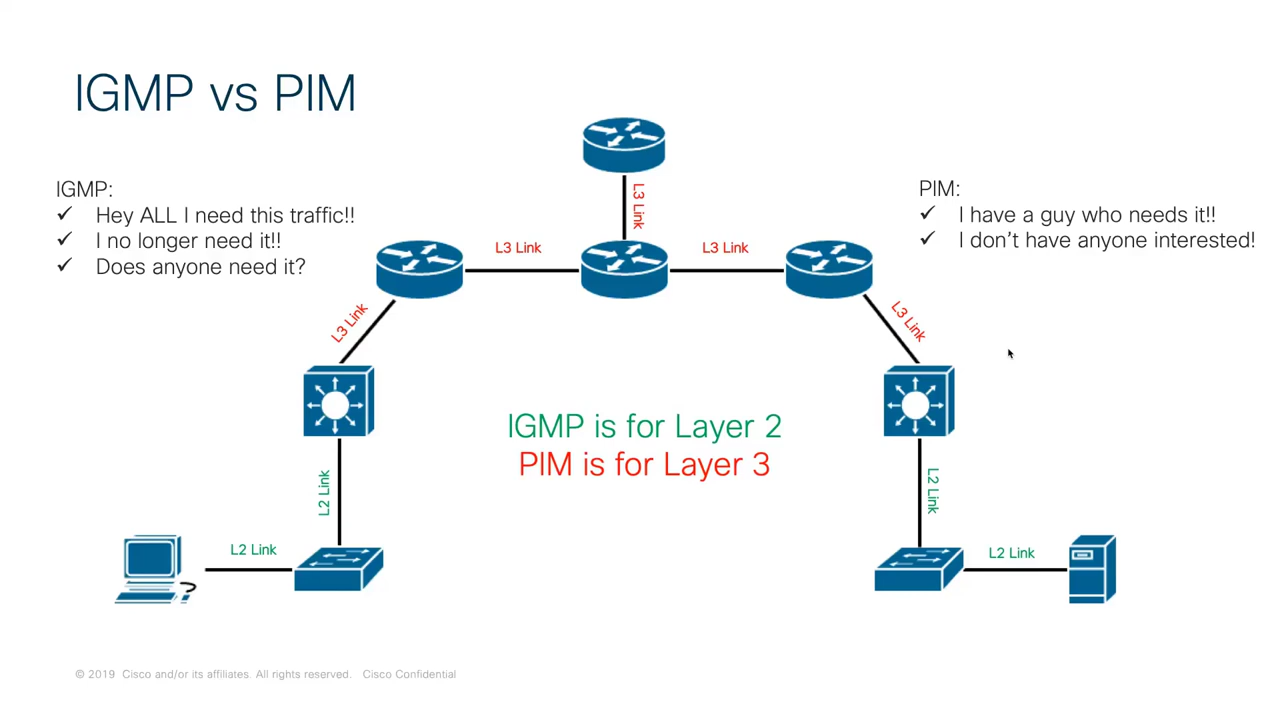 IGMP vs PIM
IGMP:
✓ Hey ALL I need this traffic!!
✓ I no longer need it!!
✓ Does anyone need it?
PIM:
✓ I have a guy who needs it!!
✓ I don't have anyone interested!
L3 Link
L3 Link
L3 Link
L3 Link
L3 Link
IGMP is for Layer 2
PIM is for Layer 3
L2 Link
L2 Link
L2 Link
L2 Link
© 2019 Cisco and/or its affiliates. All rights reserved. Cisco Confidential